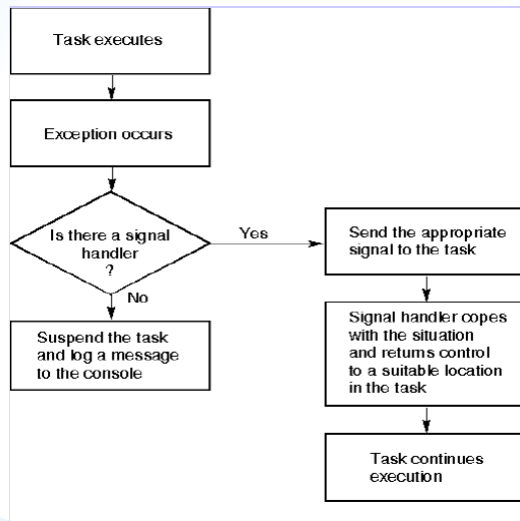 Task executes
Exception occurs
Is there a signal
handler
?
Yes
No
Suspend the task
and log a message
to the console
Send the appropriate
signal to the task
Signal handler copes
with the situation
and returns control
to a suitable location
in the task
Task continues
execution